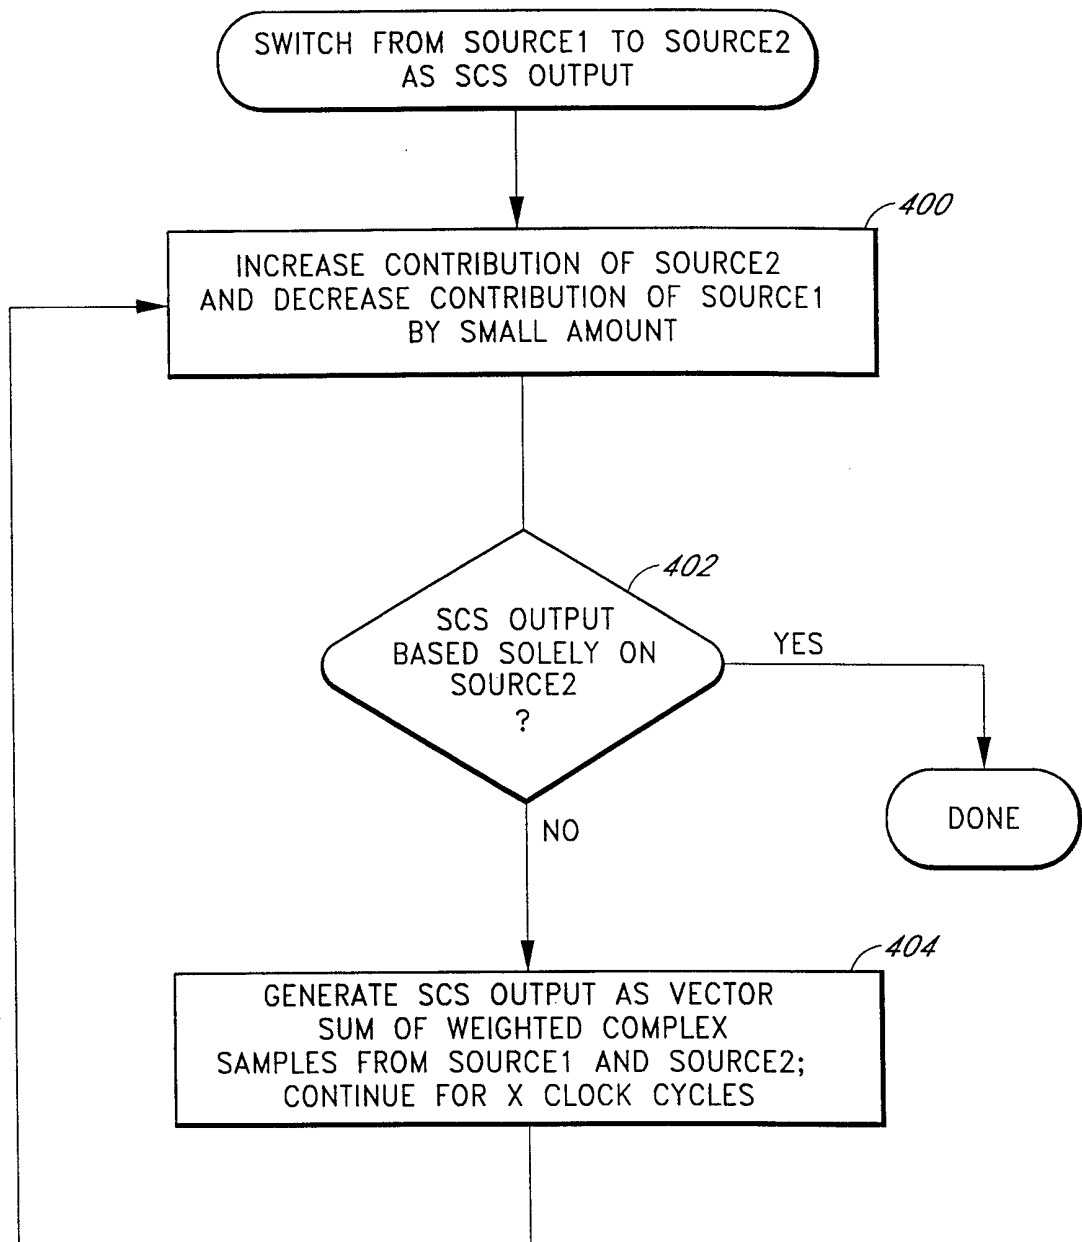 SWITCH FROM SOURCE1 TO SOURCE2
AS SCS OUTPUT
400
INCREASE CONTRIBUTION OF SOURCE2
AND DECREASE CONTRIBUTION OF SOURCE1
BY SMALL AMOUNT
402
SCS OUTPUT
BASED SOLELY ON
SOURCE2
?
YES
DONE
NO
404
GENERATE SCS OUTPUT AS VECTOR
SUM OF WEIGHTED COMPLEX
SAMPLES FROM SOURCE1 AND SOURCE2;
CONTINUE FOR X CLOCK CYCLES